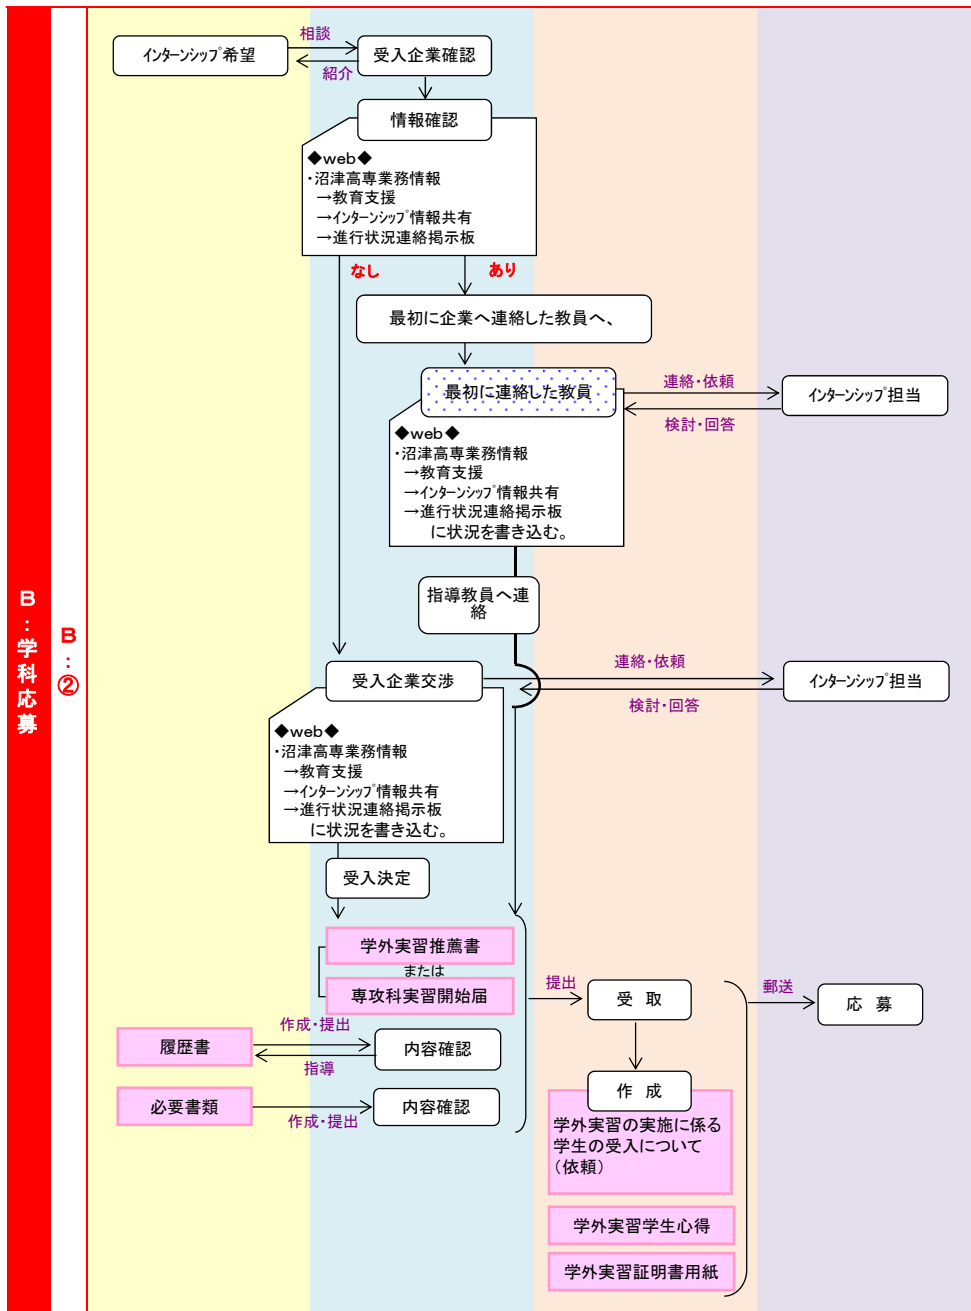 B:学科応募
B:②
インターンシップ希望
相談
紹介
受入企業確認
情報確認
◆web◆
・沼津高専業務情報
→教育支援
→インターンシップ情報共有
→進行状況連絡掲示板
なし
あり
最初に企業へ連絡した教員へ、
最初に連絡した教員
連絡・依頼
検討・回答
インターンシップ担当
◆web◆
・沼津高専業務情報
→教育支援
→インターンシップ情報共有
→進行状況連絡掲示板
に状況を書き込む。
指導教員へ連
絡
受入企業交渉
連絡・依頼
検討・回答
インターンシップ担当
◆web◆
・沼津高専業務情報
→教育支援
→インターンシップ情報共有
→進行状況連絡掲示板
に状況を書き込む。
受入決定
学外実習推薦書
または
専攻科実習開始届
提出
受 取
郵送
応 募
履歴書
作成・提出
指導
内容確認
必要書類
作成・提出
内容確認
作 成
学外実習の実施に係る
学生の受入について
(依頼)
学外実習学生心得
学外実習証明書用紙